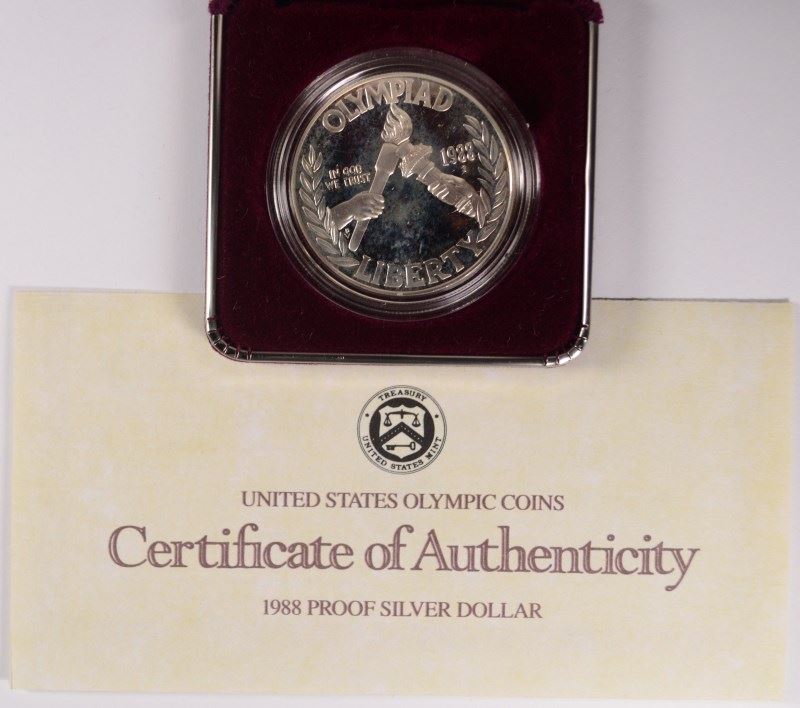 OLYMPIAD
IN GOD
WE TRUST
1988
S
LIBERTY
TREASURY
UNITED STATES MINT
UNITED STATES OLYMPIC COINS
Certificate of Authenticity
1988 PROOF SILVER DOLLAR